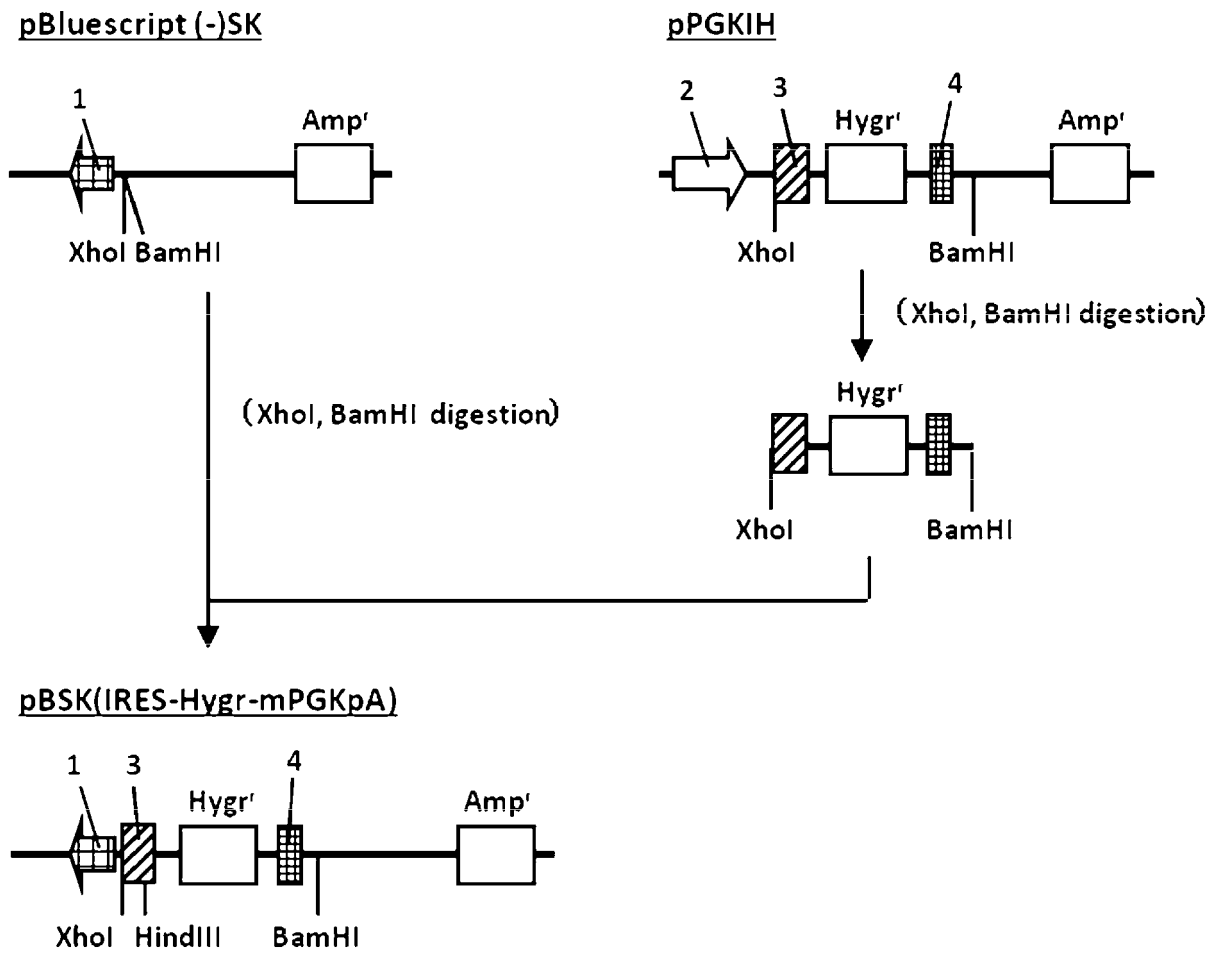 pBluescript (-)SK
pPGKIH
1
Ampʳ
2
3
Hygrʳ
4
Ampʳ
XhoI BamHI
XhoI
BamHI
(XhoI, BamHI digestion)
(XhoI, BamHI digestion)
Hygrʳ
XhoI
BamHI
pBSK(IRES-Hygr-mPGKpA)
1
3
Hygrʳ
4
Ampʳ
XhoI HindIII
BamHI